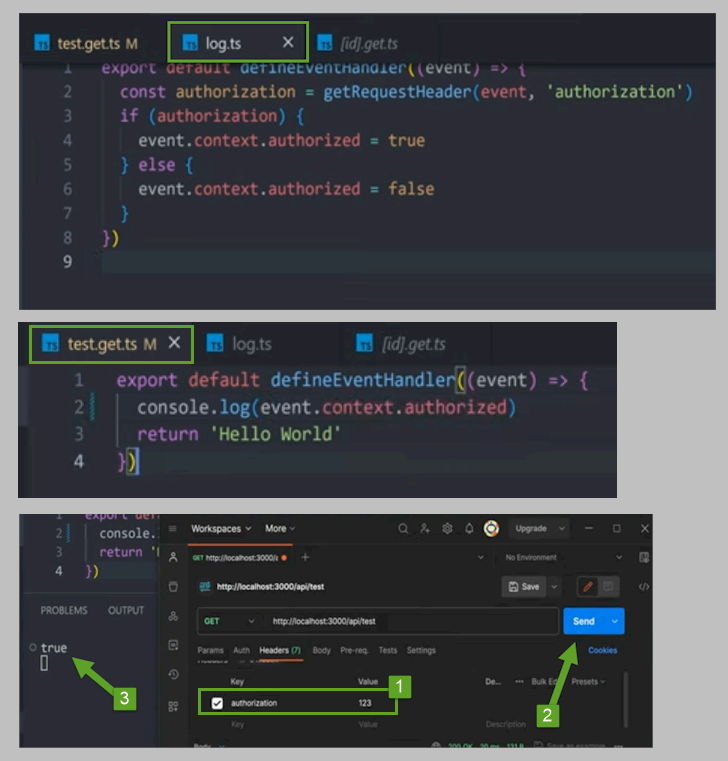 TS test.get.ts M TS log.ts × TS [id].get.ts
1 export default defineEventHandler((event) => {
2 const authorization = getRequestHeader(event, 'authorization')
3 if (authorization) {
4 event.context.authorized = true
5 } else {
6 event.context.authorized = false
7 }
8 })
9
TS test.get.ts M × TS log.ts TS [id].get.ts
1 export default defineEventHandler((event) => {
2 console.log(event.context.authorized)
3 return 'Hello World'
4 })
1 export def
2 console.
3 return '
4 })
PROBLEMS OUTPUT
true
3
Workspaces More Upgrade
GET http://localhost:3000/ No Environment
http://localhost:3000/api/test Save
GET http://localhost:3000/api/test Send
Params Auth Headers (7) Body Pre-req. Tests Settings Cookies
Key Value De... Bulk Ed Presets
authorization 123
1
2
Key Value Description
Body 200 OK 20 ms 131 B Save as example